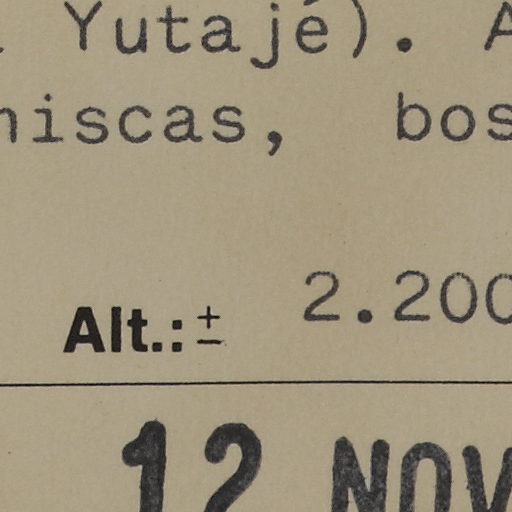 Yutajé). A
niscas, bos
Alt.:± 2.200
12 NOV